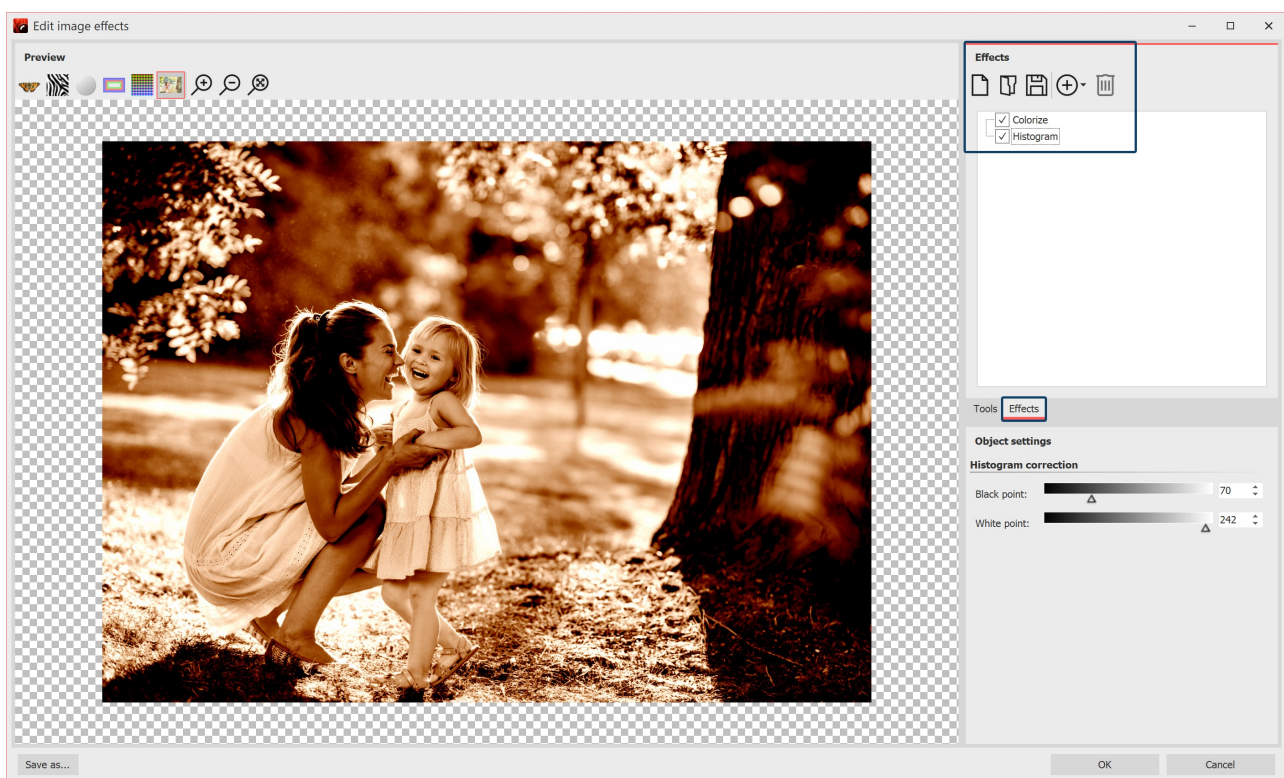 Edit image effects
Preview
Effects
Colorize
Histogram
Tools Effects
Object settings
Histogram correction
Black point: 70
White point: 242
Save as...
OK Cancel